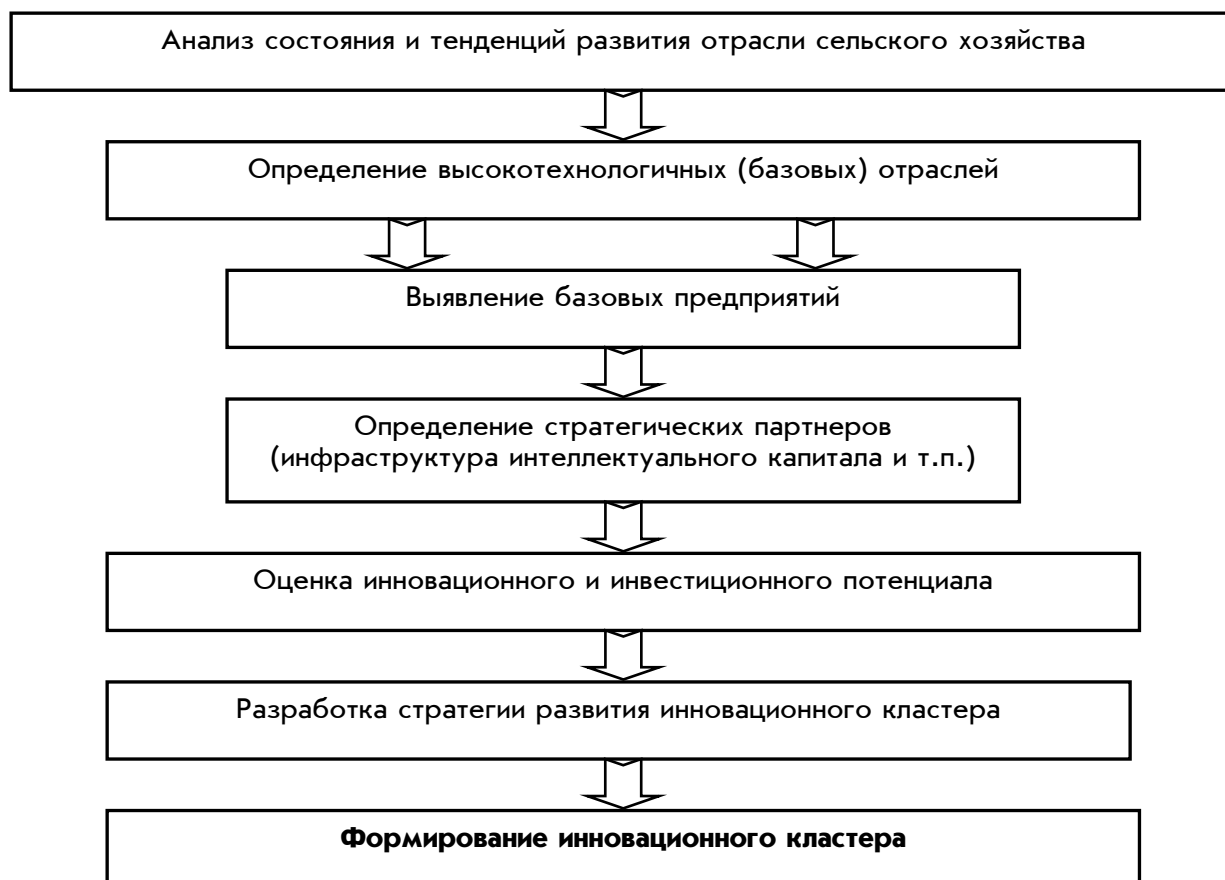 Анализ состояния и тенденций развития отрасли сельского хозяйства
Определение высокотехнологичных (базовых) отраслей
Выявление базовых предприятий
Определение стратегических партнеров
(инфраструктура интеллектуального капитала и т.п.)
Оценка инновационного и инвестиционного потенциала
Разработка стратегии развития инновационного кластера
Формирование инновационного кластера